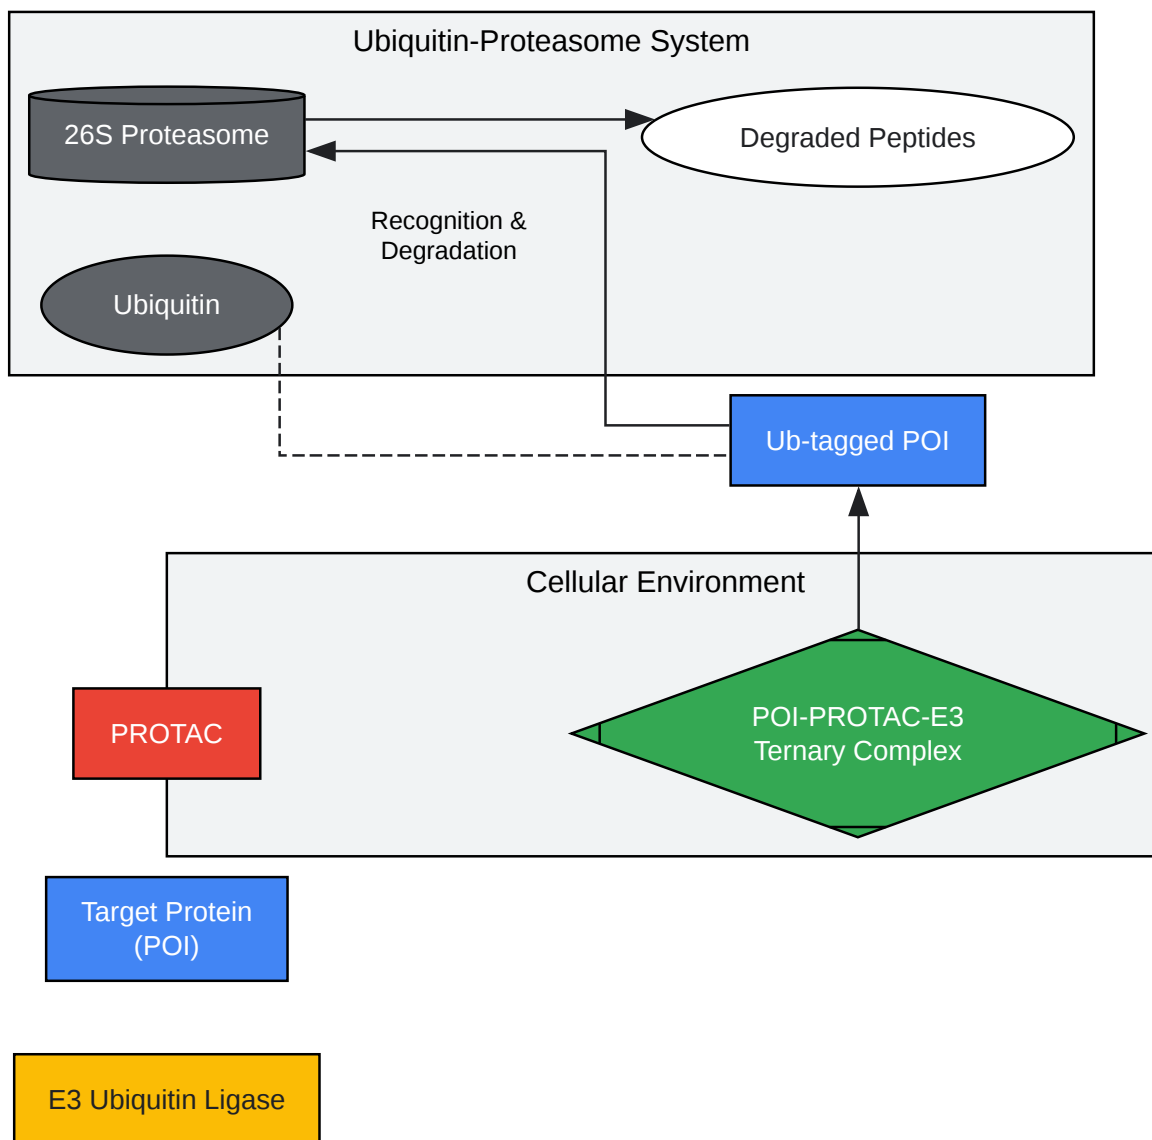 Ubiquitin-Proteasome System
26S Proteasome
Degraded Peptides
Recognition &
Degradation
Ubiquitin
Ub-tagged POI
Cellular Environment
PROTAC
POI-PROTAC-E3
Ternary Complex
Target Protein
(POI)
E3 Ubiquitin Ligase